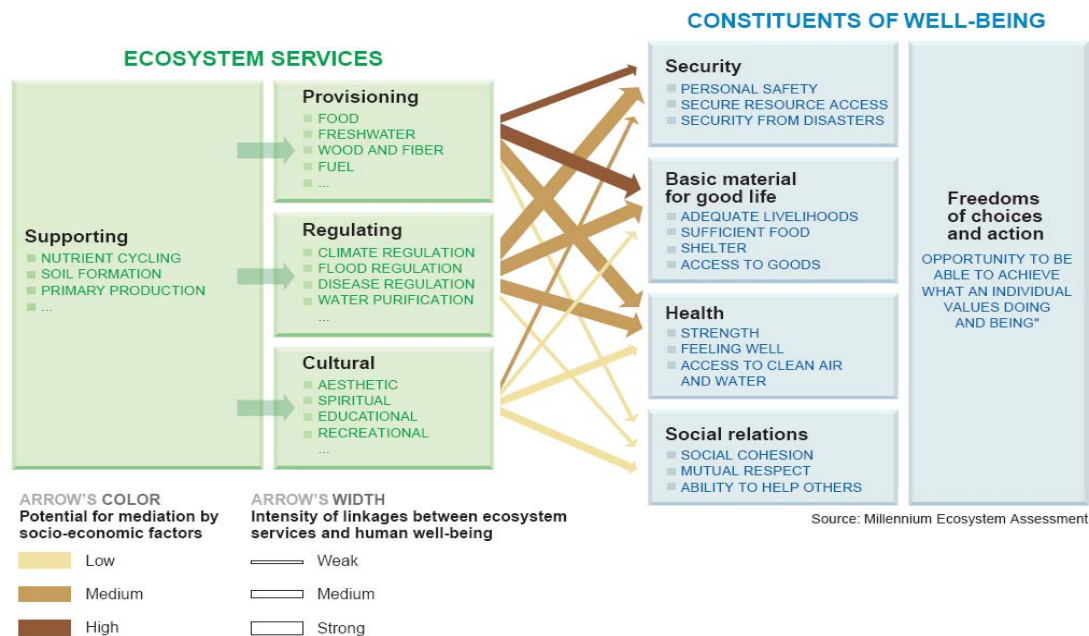 CONSTITUENTS OF WELL-BEING
ECOSYSTEM SERVICES
Supporting
NUTRIENT CYCLING
SOIL FORMATION
PRIMARY PRODUCTION
...
Provisioning
FOOD
FRESHWATER
WOOD AND FIBER
FUEL
...
Regulating
CLIMATE REGULATION
FLOOD REGULATION
DISEASE REGULATION
WATER PURIFICATION
...
Cultural
AESTHETIC
SPIRITUAL
EDUCATIONAL
RECREATIONAL
...
Security
PERSONAL SAFETY
SECURE RESOURCE ACCESS
SECURITY FROM DISASTERS
Basic material
for good life
ADEQUATE LIVELIHOODS
SUFFICIENT FOOD
SHELTER
ACCESS TO GOODS
Health
STRENGTH
FEELING WELL
ACCESS TO CLEAN AIR
AND WATER
Social relations
SOCIAL COHESION
MUTUAL RESPECT
ABILITY TO HELP OTHERS
Freedoms
of choices
and action
OPPORTUNITY TO BE
ABLE TO ACHIEVE
WHAT AN INDIVIDUAL
VALUES DOING
AND BEING"
Source: Millennium Ecosystem Assessment
ARROW'S COLOR
Potential for mediation by
socio-economic factors
Low
Medium
High
ARROW'S WIDTH
Intensity of linkages between ecosystem
services and human well-being
Weak
Medium
Strong